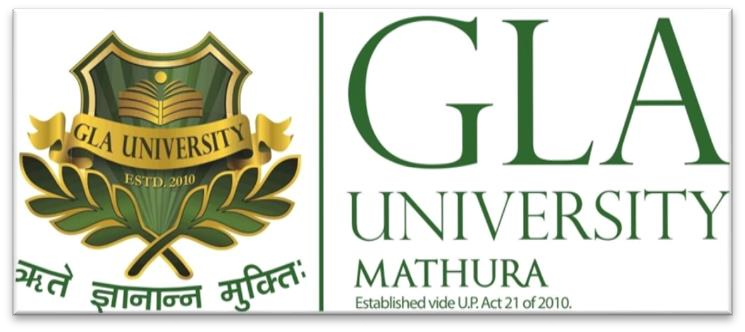 GLA UNIVERSITY
ESTD. 2010
ऋते ज्ञानान्न मुक्तिः
GLA
UNIVERSITY
MATHURA
Established vide U.P. Act 21 of 2010.